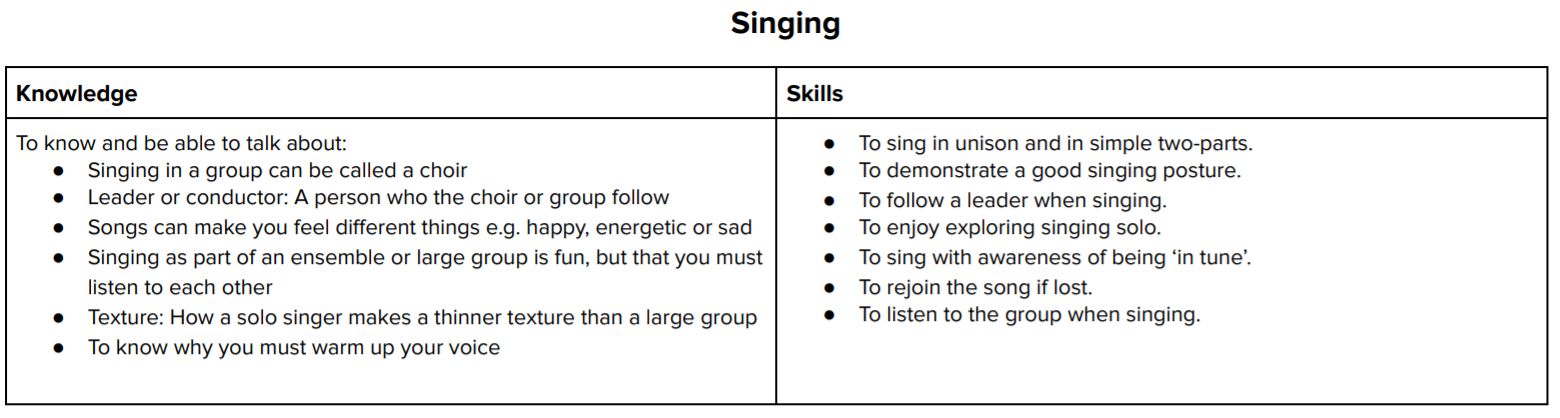 Singing
Knowledge
To know and be able to talk about:
● Singing in a group can be called a choir
● Leader or conductor: A person who the choir or group follow
● Songs can make you feel different things e.g. happy, energetic or sad
● Singing as part of an ensemble or large group is fun, but that you must
listen to each other
● Texture: How a solo singer makes a thinner texture than a large group
● To know why you must warm up your voice
Skills
● To sing in unison and in simple two-parts.
● To demonstrate a good singing posture.
● To follow a leader when singing.
● To enjoy exploring singing solo.
● To sing with awareness of being ‘in tune’.
● To rejoin the song if lost.
● To listen to the group when singing.